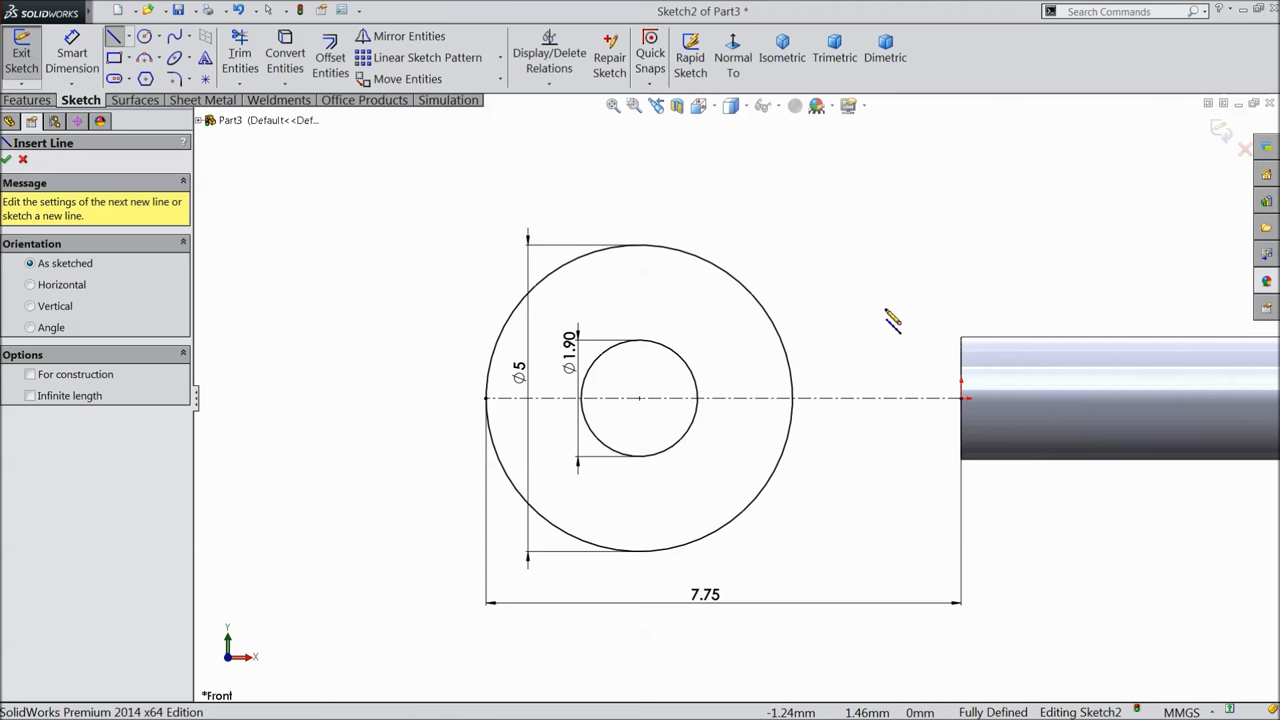 SOLIDWORKS
Sketch2 of Part3 *
Search Commands
Exit Sketch
Smart Dimension
Trim Entities
Convert Entities
Offset Entities
Mirror Entities
Linear Sketch Pattern
Move Entities
Display/Delete Relations
Repair Sketch
Quick Snaps
Rapid Sketch
Normal To
Isometric
Trimetric
Dimetric
Features
Sketch
Surfaces
Sheet Metal
Weldments
Office Products
Simulation
Part3 (Default<<Def...
Insert Line
?
Message
Edit the settings of the next new line or
sketch a new line.
Orientation
As sketched
Horizontal
Vertical
Angle
Options
For construction
Infinite length
∅5
∅1.90
7.75
Y
X
*Front
SolidWorks Premium 2014 x64 Edition
-1.24mm
1.46mm
0mm
Fully Defined
Editing Sketch2
MMGS